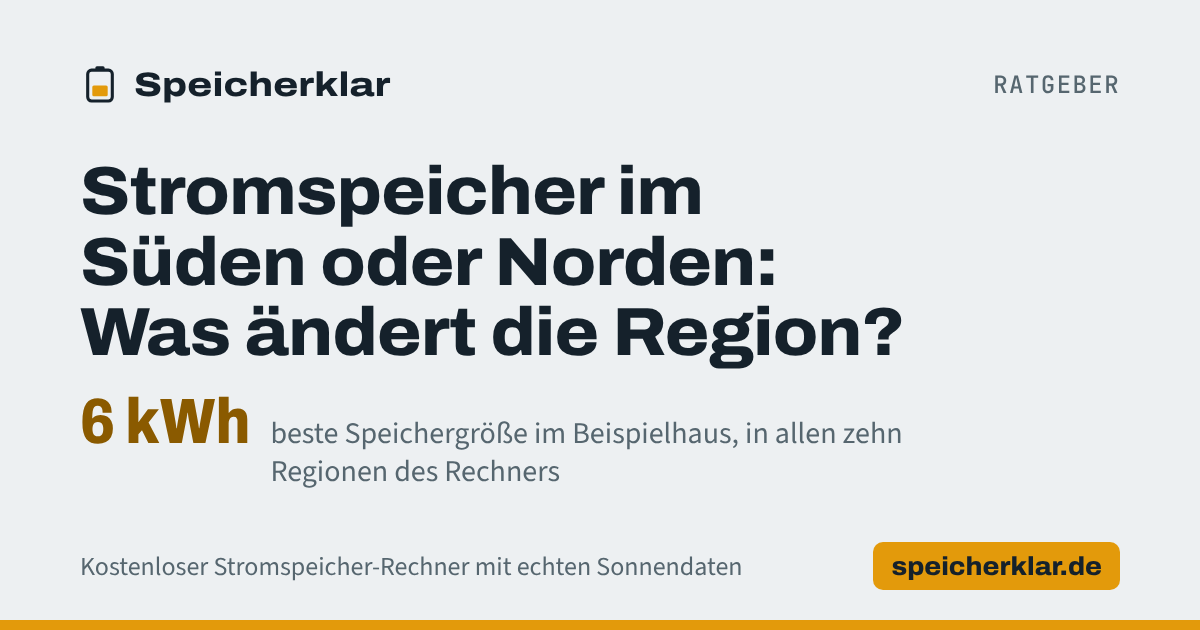 Speicherklar
RATGEBER
Stromspeicher im
Süden oder Norden:
Was ändert die Region?
6 kWh
beste Speichergröße im Beispielhaus, in allen zehn
Regionen des Rechners
Kostenloser Stromspeicher-Rechner mit echten Sonnendaten
speicherklar.de